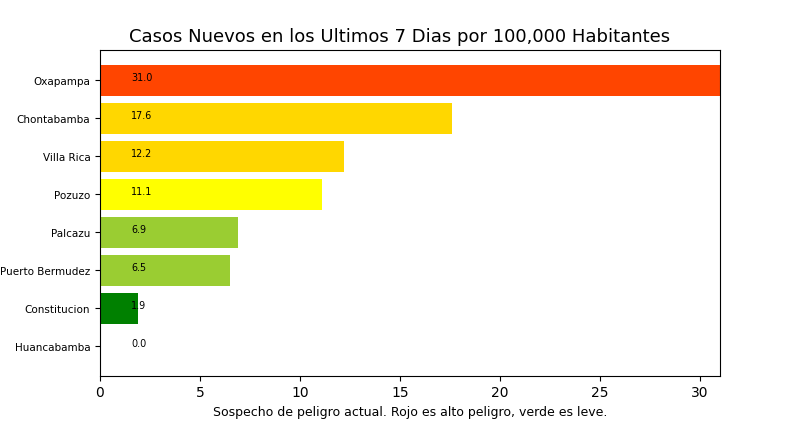 Casos Nuevos en los Ultimos 7 Dias por 100,000 Habitantes
Oxapampa 31.0
Chontabamba 17.6
Villa Rica 12.2
Pozuzo 11.1
Palcazu 6.9
Puerto Bermudez 6.5
Constitucion 1.9
Huancabamba 0.0
0 5 10 15 20 25 30
Sospecho de peligro actual. Rojo es alto peligro, verde es leve.